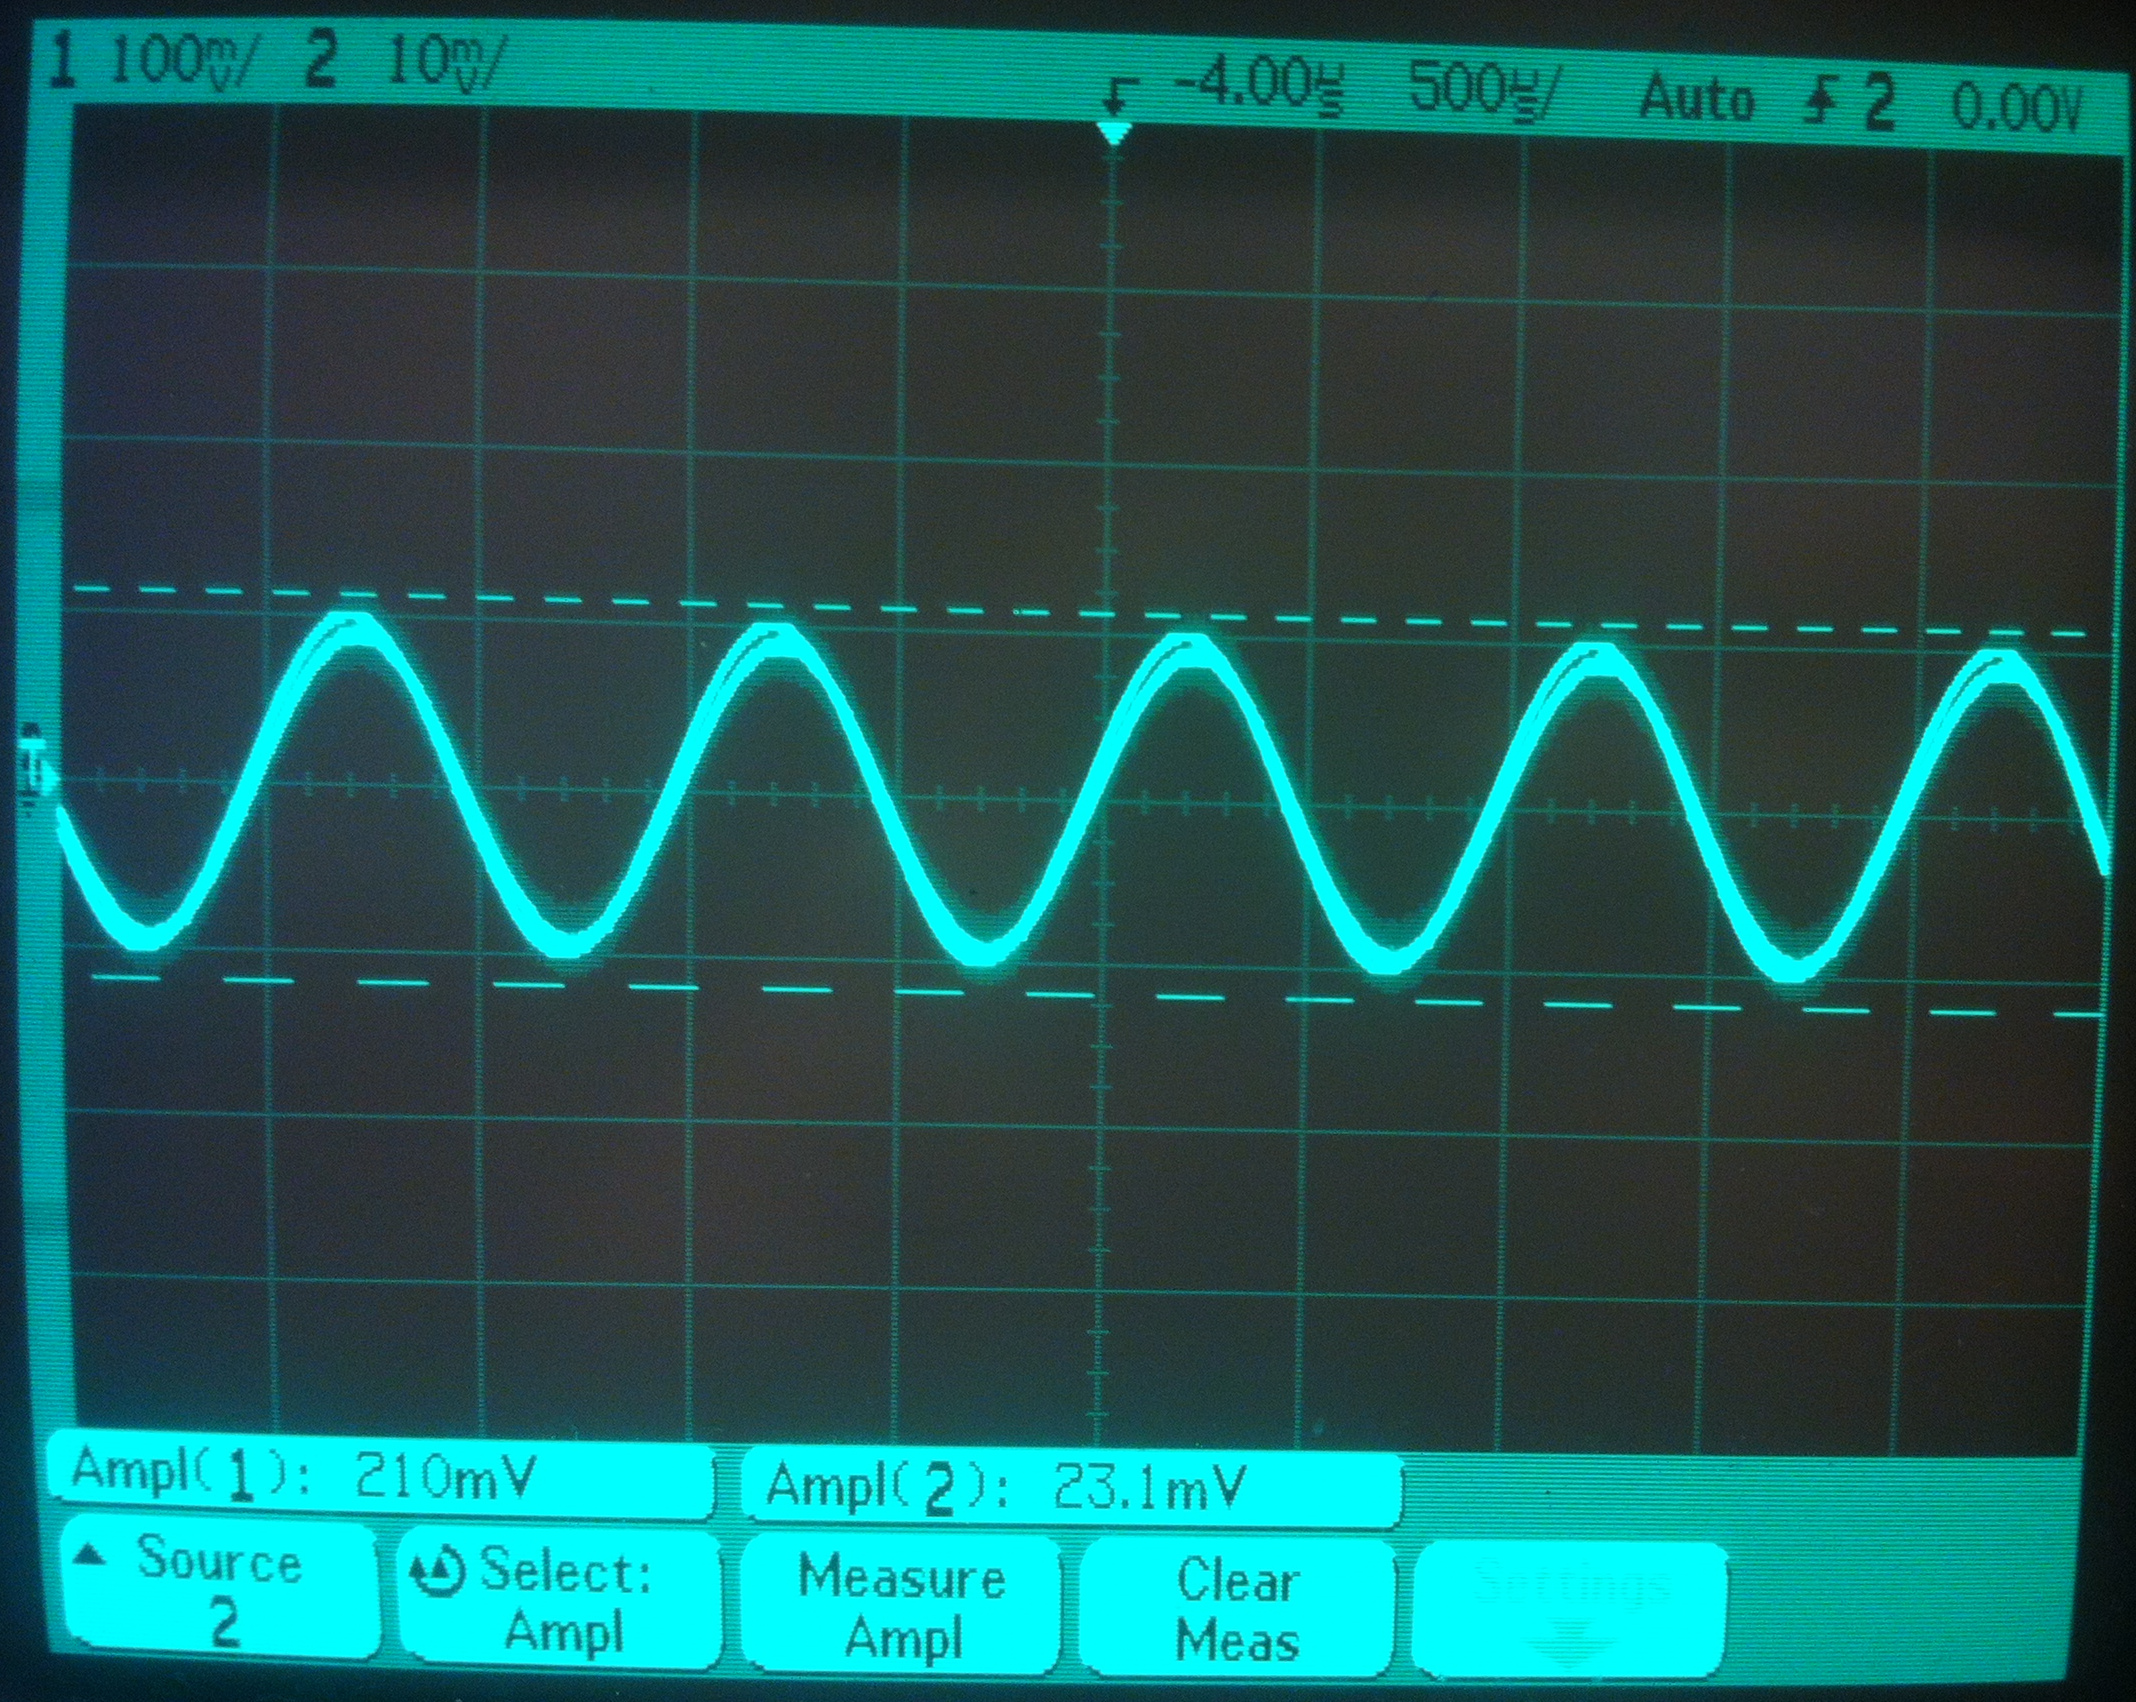 1 100mV/ 2 10mV/ -4.00µs 500µs/ Auto 2 0.00V
Ampl(1): 210mV Ampl(2): 23.1mV
Source Select: Measure Clear Settings
2 Ampl Ampl Meas